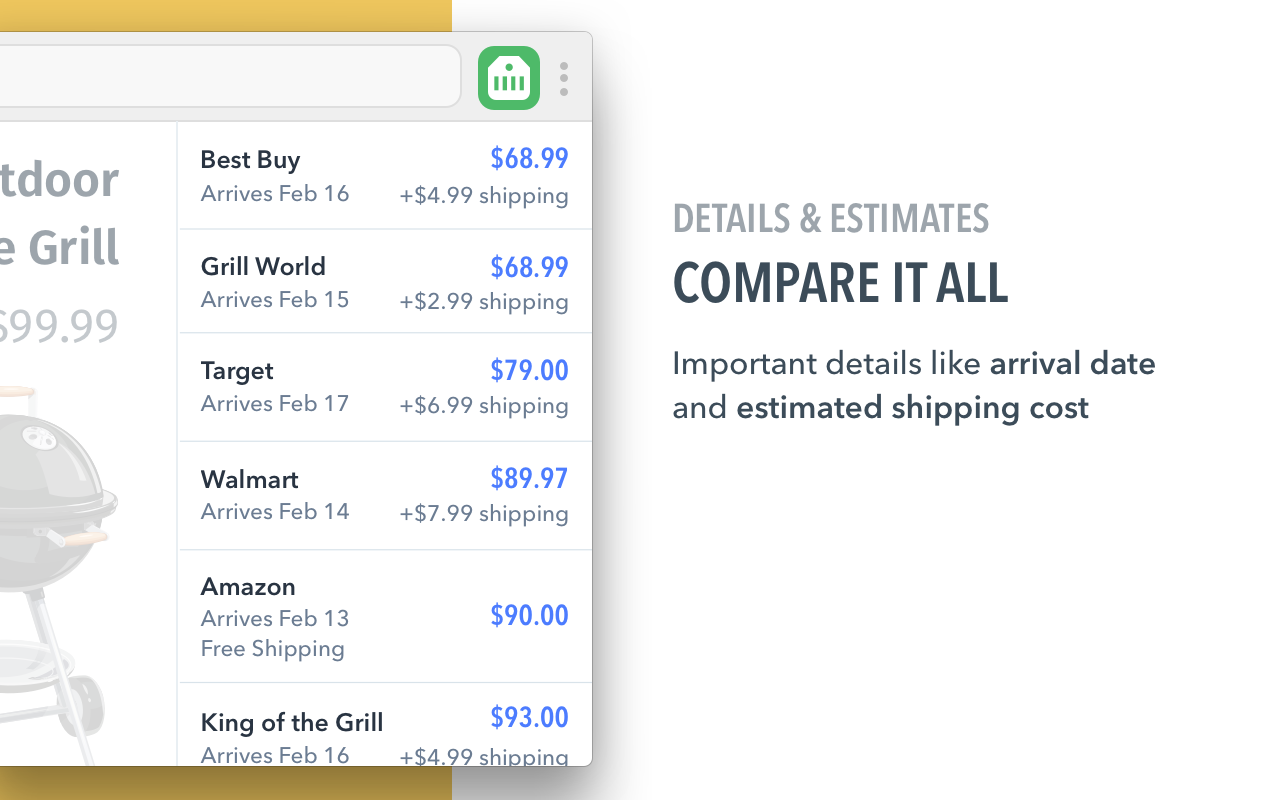 tdoor
e Grill
$99.99
Best Buy
$68.99
Arrives Feb 16
+$4.99 shipping
Grill World
$68.99
Arrives Feb 15
+$2.99 shipping
Target
$79.00
Arrives Feb 17
+$6.99 shipping
Walmart
$89.97
Arrives Feb 14
+$7.99 shipping
Amazon
Arrives Feb 13
$90.00
Free Shipping
King of the Grill
$93.00
Arrives Feb 16
+$4.99 shipping
DETAILS & ESTIMATES
COMPARE IT ALL
Important details like arrival date
and estimated shipping cost